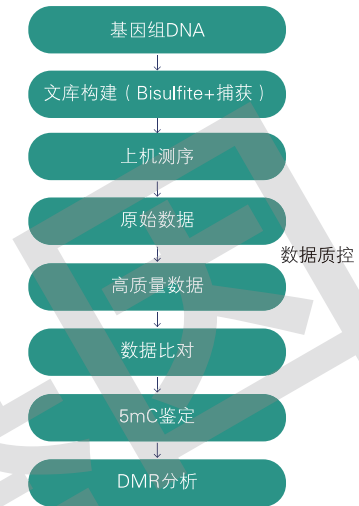 基因组DNA
文库构建（Bisulfite+捕获）
上机测序
原始数据
数据质控
高质量数据
数据比对
5mC鉴定
DMR分析